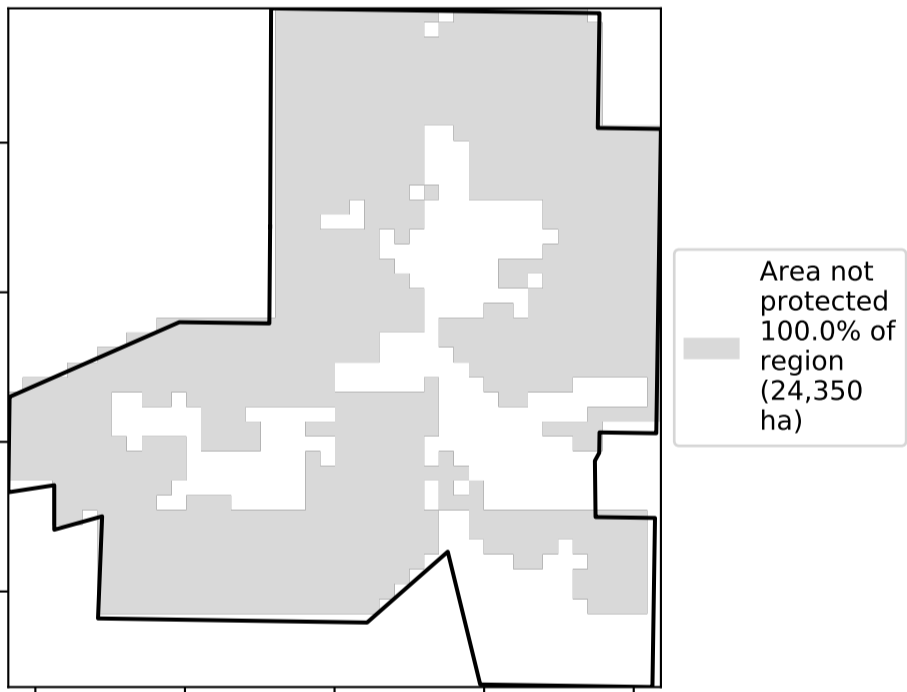 Area not
protected
100.0% of
region
(24,350
ha)